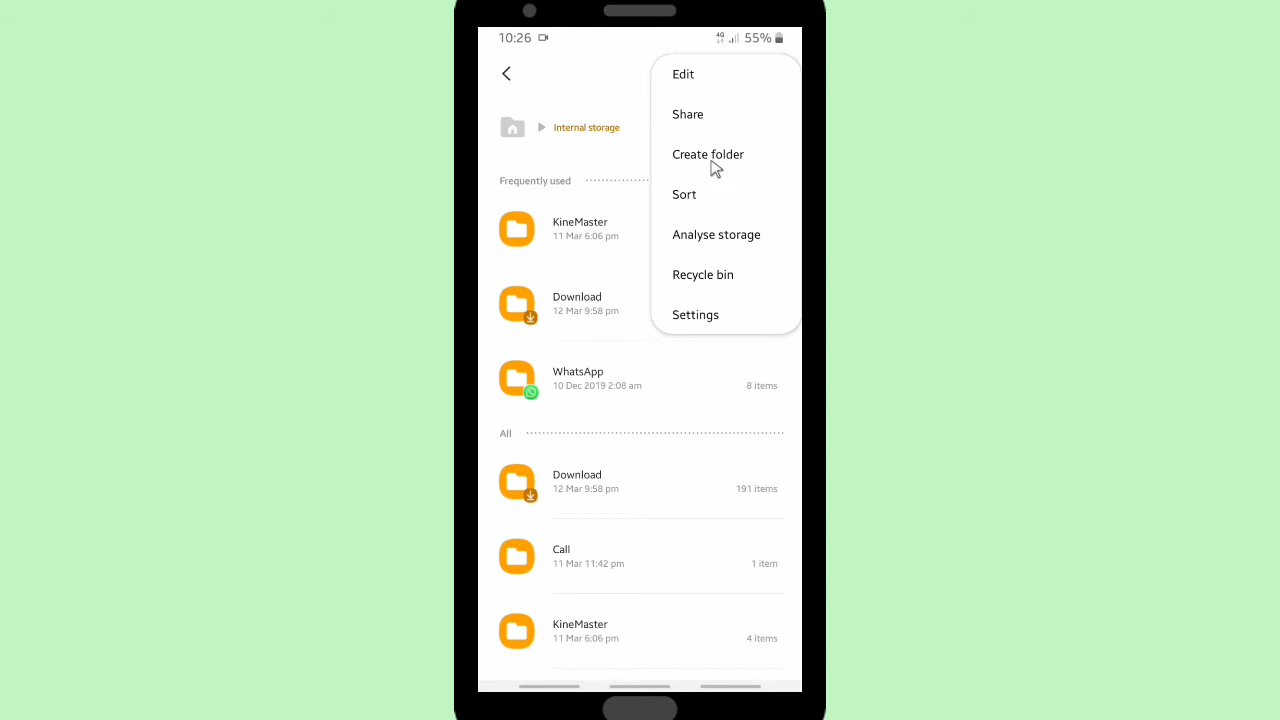 10:26
4G 55%
Edit
Share
Create folder
Sort
Analyse storage
Recycle bin
Settings
Internal storage
Frequently used
KineMaster
11 Mar 6:06 pm
Download
12 Mar 9:58 pm
WhatsApp
10 Dec 2019 2:08 am 8 items
All
Download
12 Mar 9:58 pm 191 items
Call
11 Mar 11:42 pm 1 item
KineMaster
11 Mar 6:06 pm 4 items